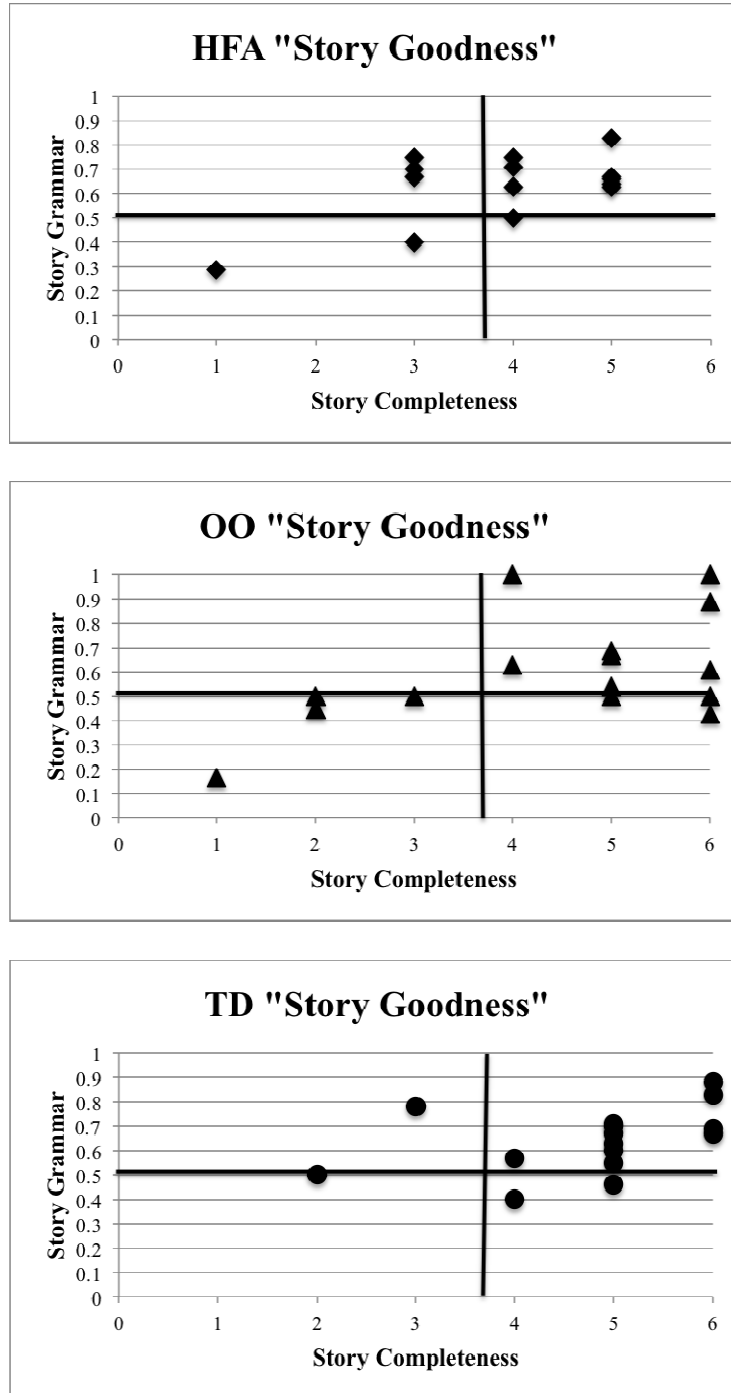 HFA "Story Goodness"
Story Grammar
1
0.9
0.8
0.7
0.6
0.5
0.4
0.3
0.2
0.1
0
0 1 2 3 4 5 6
Story Completeness
OO "Story Goodness"
Story Grammar
1
0.9
0.8
0.7
0.6
0.5
0.4
0.3
0.2
0.1
0
0 1 2 3 4 5 6
Story Completeness
TD "Story Goodness"
Story Grammar
1
0.9
0.8
0.7
0.6
0.5
0.4
0.3
0.2
0.1
0
0 1 2 3 4 5 6
Story Completeness